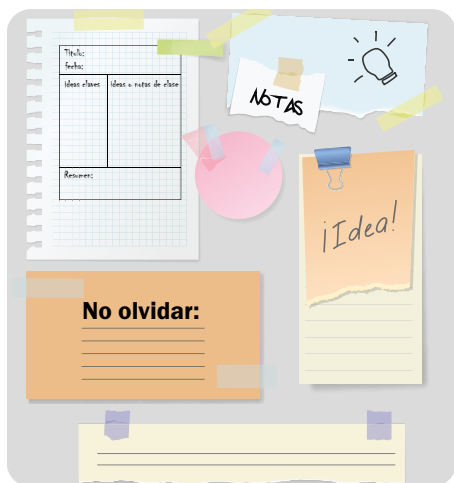 Título:
fecha:
Ideas claves
Ideas o notas de clase
Resumen:
NOTAS
¡Idea!
No olvidar: